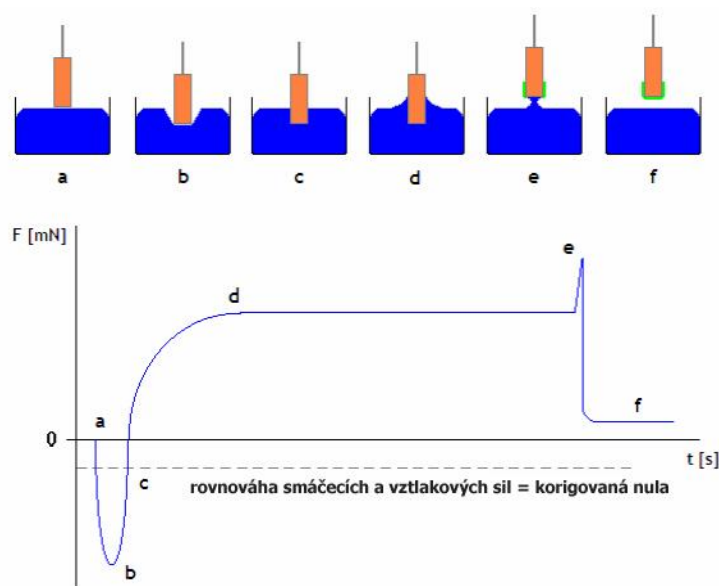 a b c d e f
F [mN]
e
d
a
f
0
t [s]
c
rovnováha smáčecích a vztlakových sil = korigovaná nula
b